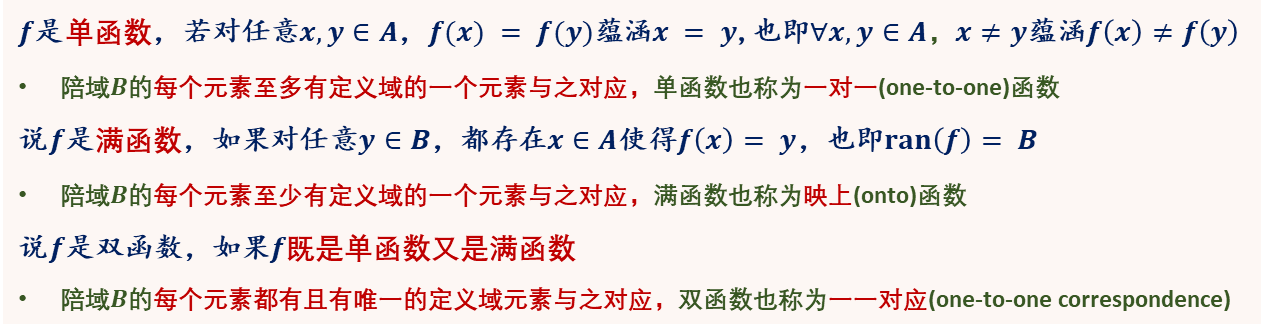 f是单函数，若对任意x, y ∈ A，f(x) = f(y)蕴涵x = y, 也即∀x, y ∈ A，x ≠ y蕴涵f(x) ≠ f(y)
• 陪域B的每个元素至多有定义域的一个元素与之对应，单函数也称为一对一(one-to-one)函数
说f是满函数，如果对任意y ∈ B，都存在x ∈ A使得f(x) = y，也即ran(f) = B
• 陪域B的每个元素至少有定义域的一个元素与之对应，满函数也称为映上(onto)函数
说f是双函数，如果f既是单函数又是满函数
• 陪域B的每个元素都有且有唯一的定义域元素与之对应，双函数也称为一一对应(one-to-one correspondence)